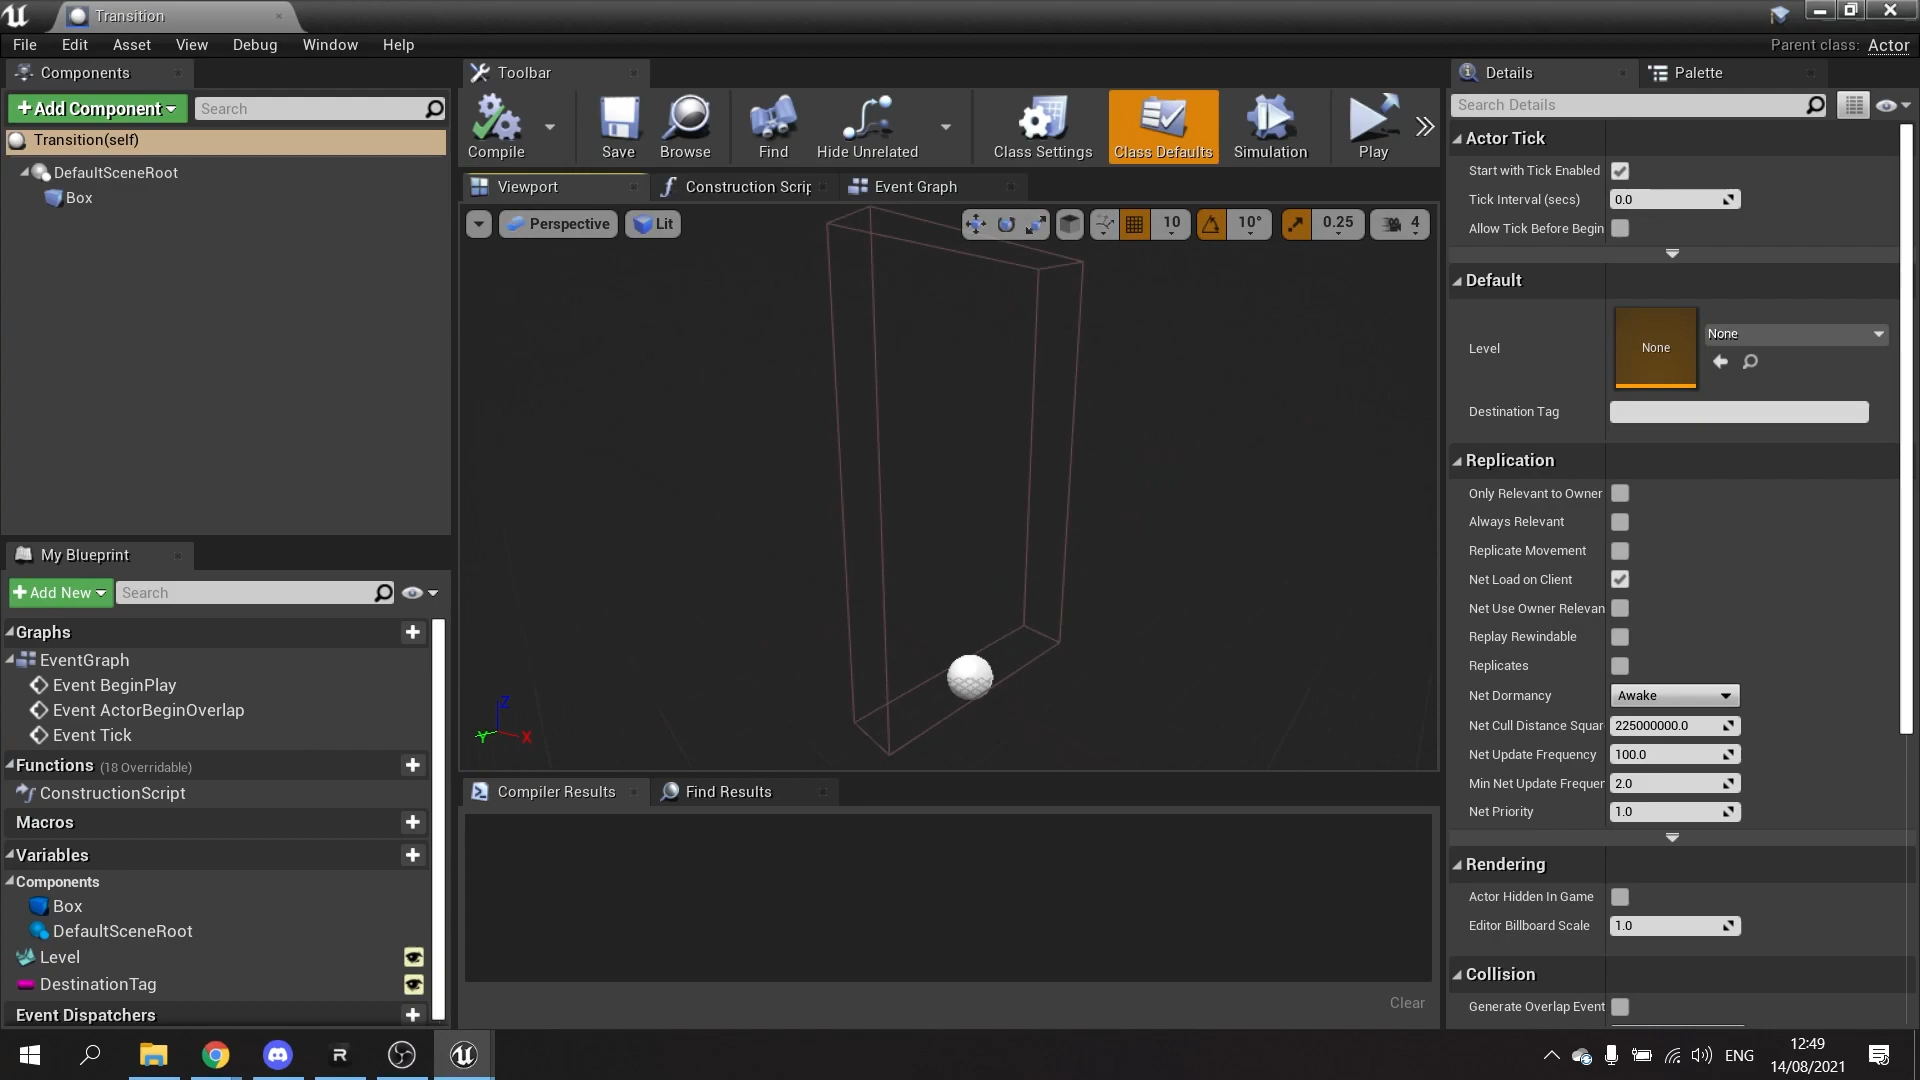 Transition
File Edit Asset View Debug Window Help
Parent class: Actor
Components
+Add Component
Search
Transition(self)
DefaultSceneRoot
Box
Toolbar
Compile
Save
Browse
Find
Hide Unrelated
Class Settings
Class Defaults
Simulation
Play
Viewport
Construction Scrip
Event Graph
Perspective
Lit
10
10°
0.25
4
Z
Y
X
My Blueprint
+Add New
Search
Graphs
EventGraph
Event BeginPlay
Event ActorBeginOverlap
Event Tick
Functions (18 Overridable)
ConstructionScript
Macros
Variables
Components
Box
DefaultSceneRoot
Level
DestinationTag
Event Dispatchers
Compiler Results
Find Results
Clear
Details
Palette
Search Details
Actor Tick
Start with Tick Enabled
Tick Interval (secs) 0.0
Allow Tick Before Begin
Default
Level None None
Destination Tag
Replication
Only Relevant to Owner
Always Relevant
Replicate Movement
Net Load on Client
Net Use Owner Relevan
Replay Rewindable
Replicates
Net Dormancy Awake
Net Cull Distance Squar 225000000.0
Net Update Frequency 100.0
Min Net Update Frequer 2.0
Net Priority 1.0
Rendering
Actor Hidden In Game
Editor Billboard Scale 1.0
Collision
Generate Overlap Event
ENG
12:49
14/08/2021